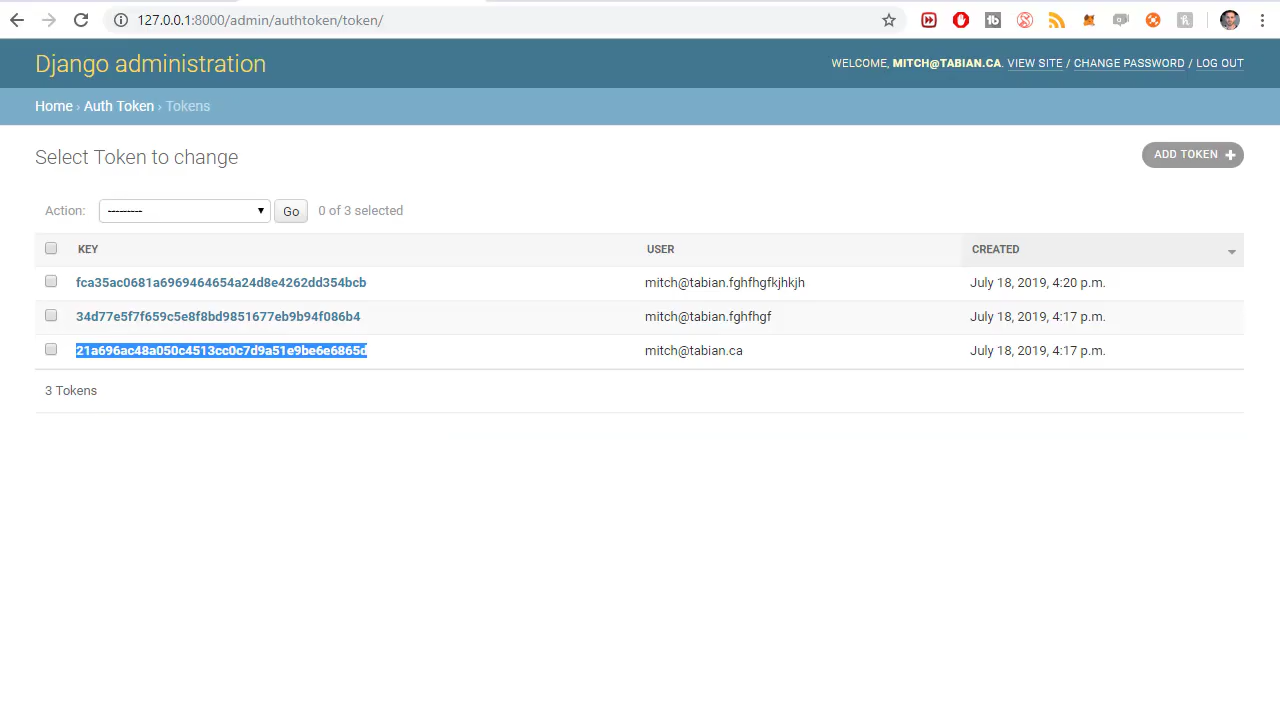 127.0.0.1:8000/admin/authtoken/token/
Django administration
WELCOME, MITCH@TABIAN.CA. VIEW SITE / CHANGE PASSWORD / LOG OUT
Home › Auth Token › Tokens
Select Token to change
ADD TOKEN +
Action: --------- Go 0 of 3 selected
KEY USER CREATED
fca35ac0681a6969464654a24d8e4262dd354bcb mitch@tabian.fghfhgfkjhkjh July 18, 2019, 4:20 p.m.
34d77e5f7f659c5e8f8bd9851677eb9b94f086b4 mitch@tabian.fghfhgf July 18, 2019, 4:17 p.m.
21a696ac48a050c4513cc0c7d9a51e9be6e6865d mitch@tabian.ca July 18, 2019, 4:17 p.m.
3 Tokens